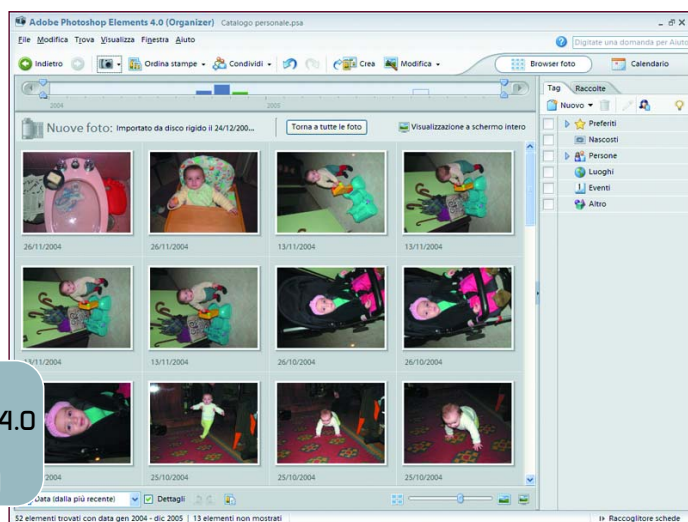 Adobe Photoshop Elements 4.0 (Organizer) Catalogo personale.psa
File Modifica Trova Visualizza Finestra Aiuto
Digitate una domanda per Aiuto
Indietro Ordina stampe Condividi Crea Modifica Browser foto Calendario
2004 2005
Tag Raccolte
Nuovo
Nuove foto: Importato da disco rigido il 24/12/200... Torna a tutte le foto Visualizzazione a schermo intero
Preferiti
Nascosti
Persone
Luoghi
Eventi
Altro
26/11/2004 26/11/2004 13/11/2004 13/11/2004
13/11/2004 13/11/2004 26/10/2004 26/10/2004
4.0
2004 25/10/2004 25/10/2004 25/10/2004
Data (dalla più recente) Dettagli
52 elementi trovati con data gen 2004 - dic 2005 | 13 elementi non mostrati Raccoglitore schede